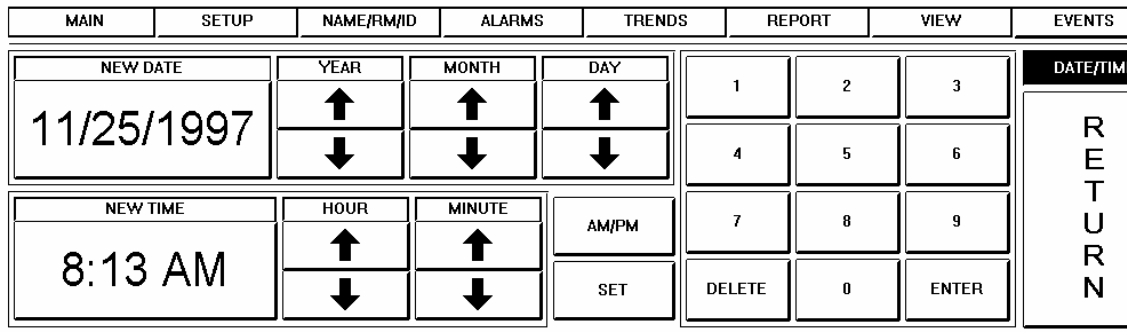 MAIN SETUP NAME/RM/ID ALARMS TRENDS REPORT VIEW EVENTS
NEW DATE YEAR MONTH DAY DATE/TIM
11/25/1997
1 2 3
4 5 6
NEW TIME HOUR MINUTE
8:13 AM
AM/PM
SET
7 8 9
DELETE 0 ENTER
RETURN